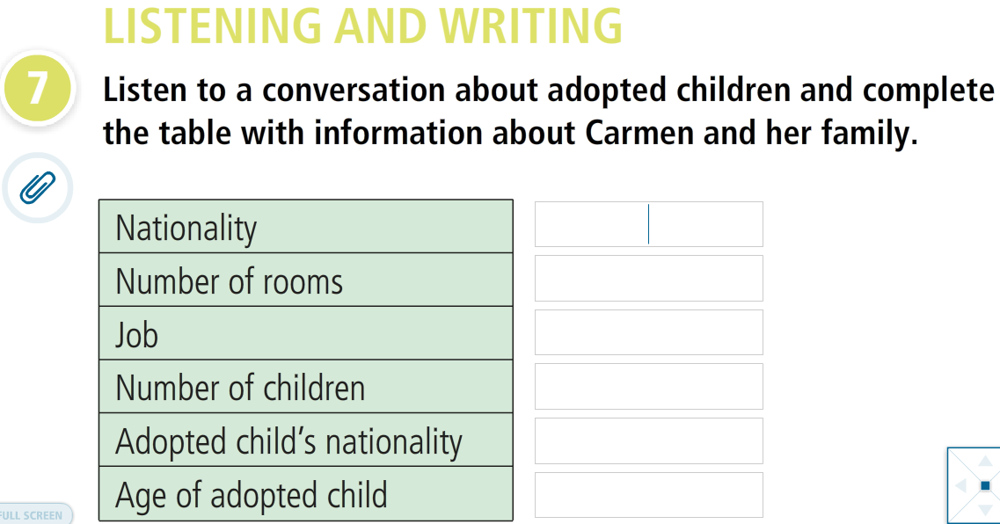 LISTENING AND WRITING
7
Listen to a conversation about adopted children and complete
the table with information about Carmen and her family.
Nationality
Number of rooms
Job
Number of children
Adopted child's nationality
Age of adopted child
FULL SCREEN